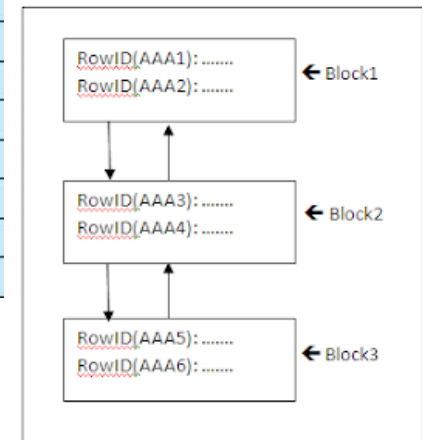 RowID(AAA1): .......
RowID(AAA2): .......
🡸 Block1
RowID(AAA3): .......
RowID(AAA4): .......
🡸 Block2
RowID(AAA5): .......
RowID(AAA6): .......
🡸 Block3